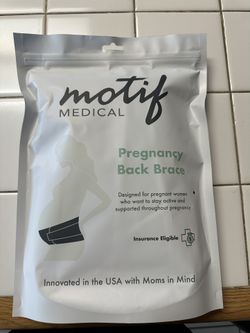 motif
MEDICAL
Pregnancy
Back Brace
Designed for pregnant women
who want to stay active and
supported throughout pregnancy
Insurance Eligible
Innovated in the USA with Moms in Mind